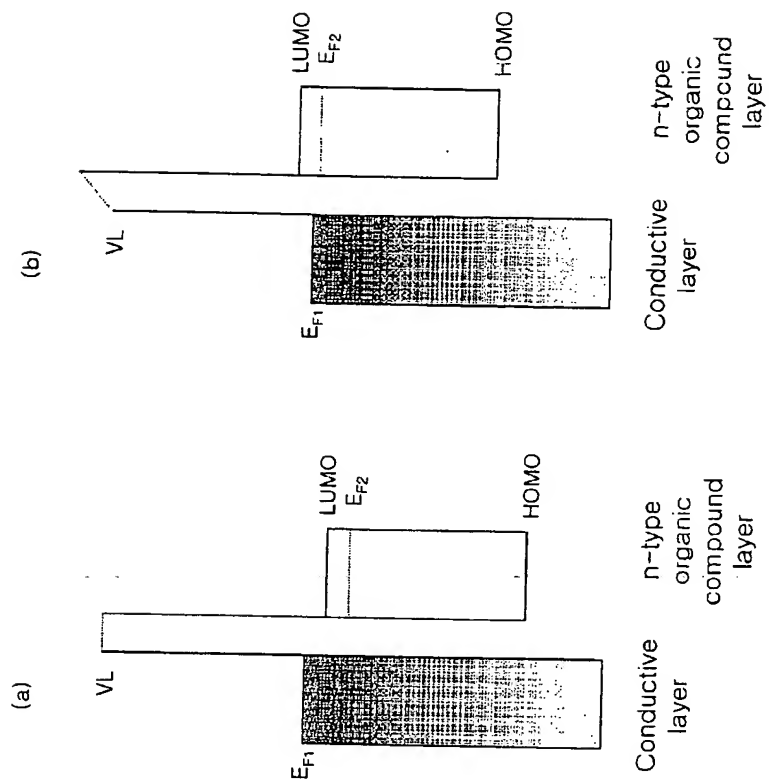 (a)
VL
E_F1
LUMO
E_F2
HOMO
Conductive
layer
n-type
organic
compound
layer
(b)
VL
E_F1
LUMO
E_F2
HOMO
Conductive
layer
n-type
organic
compound
layer